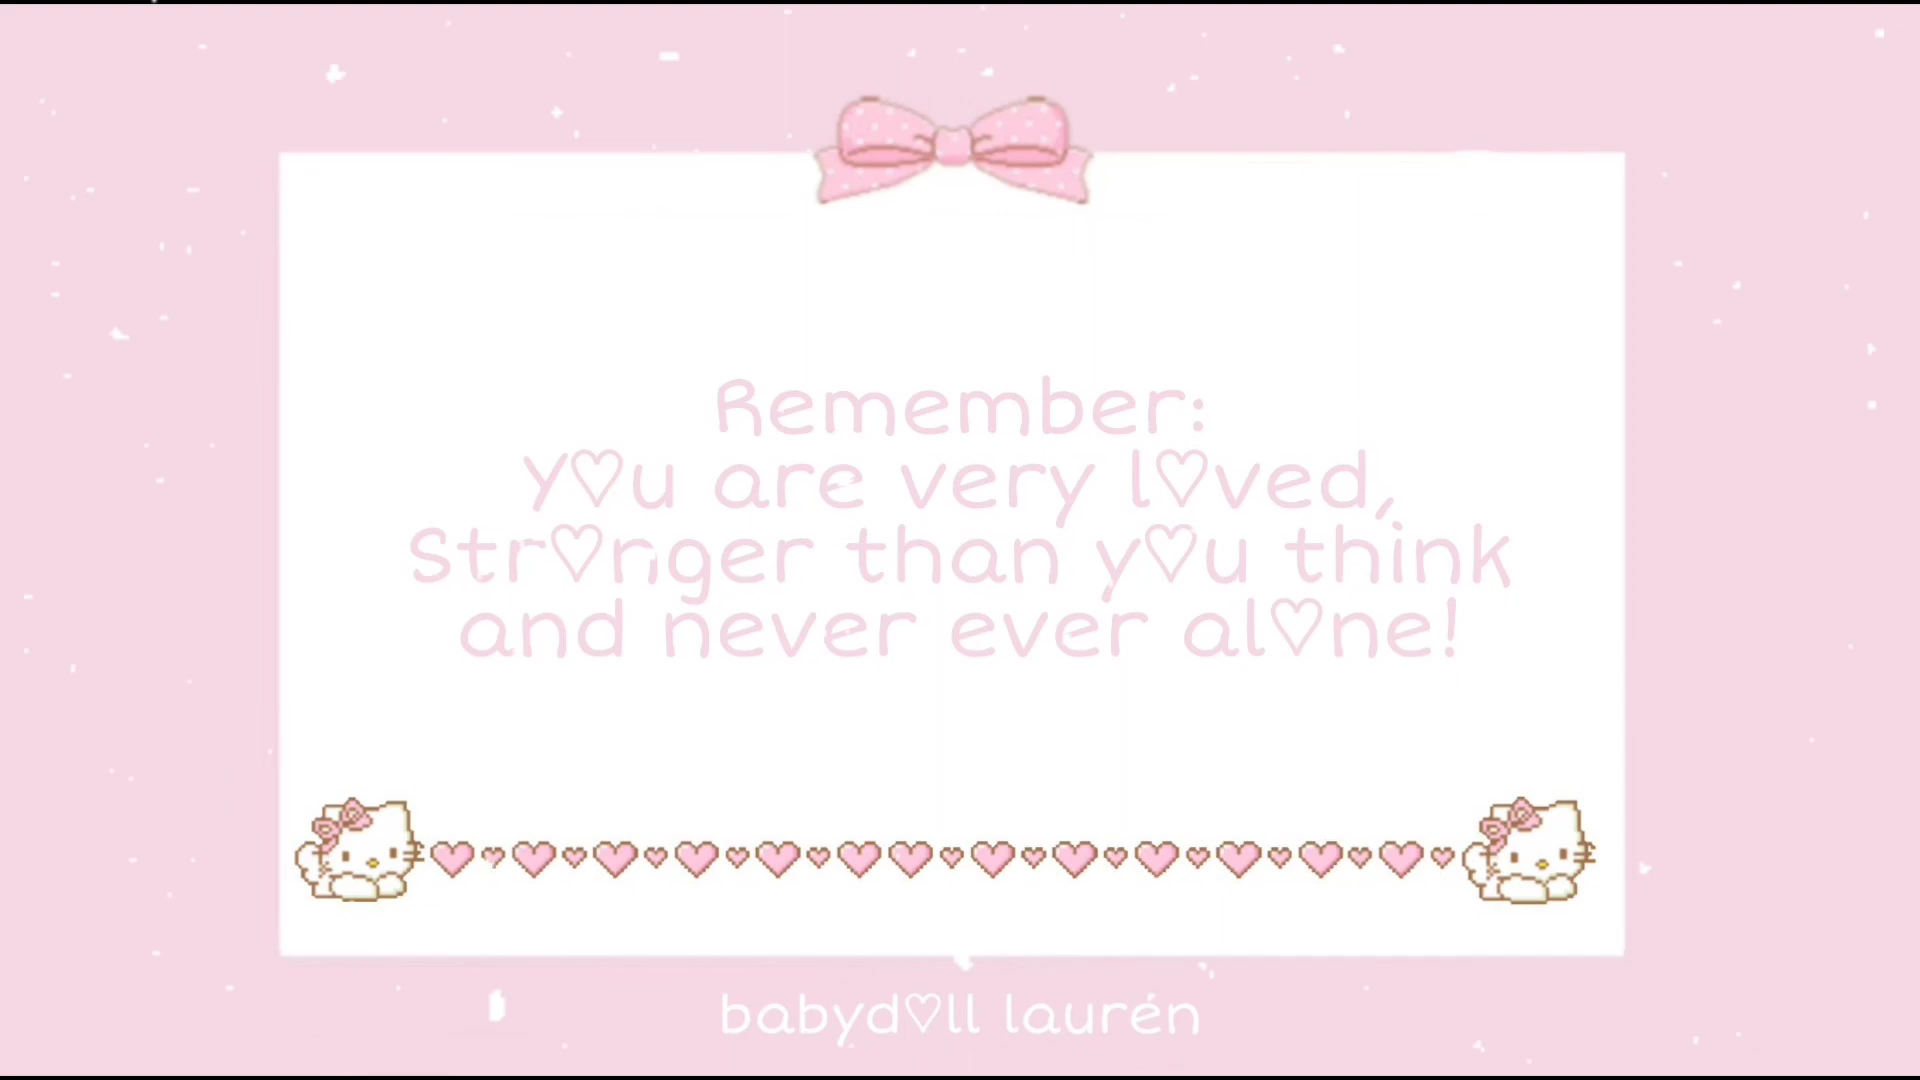 Remember:
Y♡u are very l♡ved,
Str♡nger than y♡u think
and never ever al♡ne!
babyd♡ll laurén